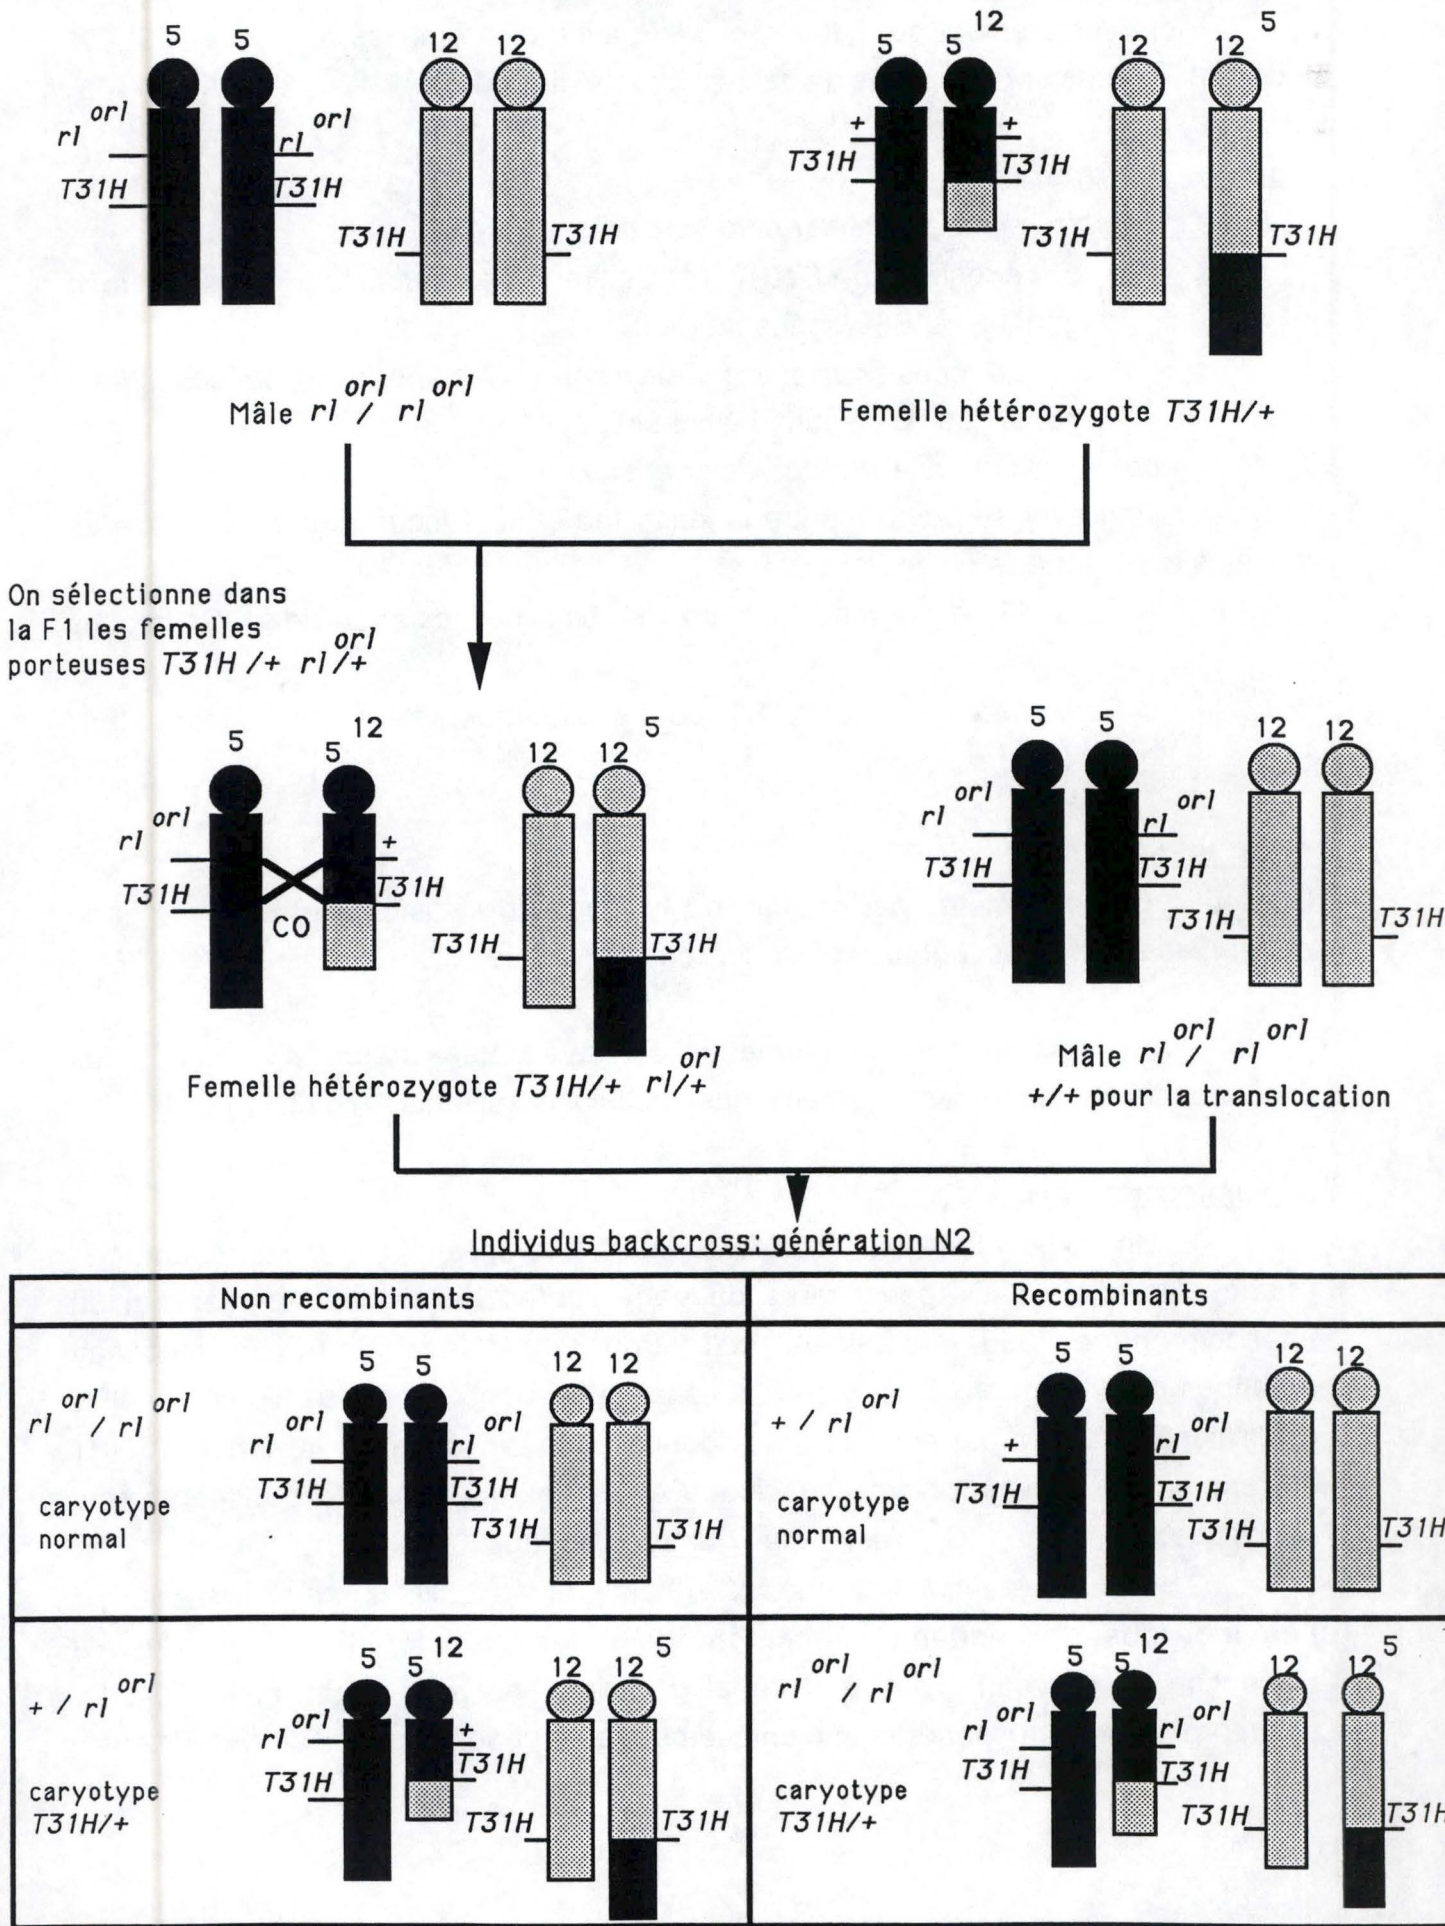 5 5 12 12 5 5 12 12 12 5
rl orl rl orl + +
T31H T31H T31H T31H
T31H T31H T31H T31H
Mâle rl orl / rl orl Femelle hétérozygote T31H/+
On sélectionne dans
la F1 les femelles
porteuses T31H /+ rl orl /+
5 5 12 12 12 5 5 5 12 12
rl orl + rl orl rl orl
T31H T31H T31H T31H
CO T31H T31H T31H T31H
Femelle hétérozygote T31H/+ rl orl /+
Mâle rl orl / rl orl
+/+ pour la translocation
Individus backcross: génération N2
Non recombinants
Recombinants
5 5 12 12
rl orl / rl orl
rl orl rl orl
T31H T31H
caryotype
normal
T31H T31H
5 5 12 12
+ / rl orl
+ rl orl
T31H T31H
caryotype
normal
T31H T31H
5 5 12 12 12 5
+ / rl orl
rl orl +
T31H T31H
caryotype
T31H/+
T31H T31H
5 5 12 12 12 5
rl orl / rl orl
rl orl rl orl
T31H T31H
caryotype
T31H/+
T31H T31H